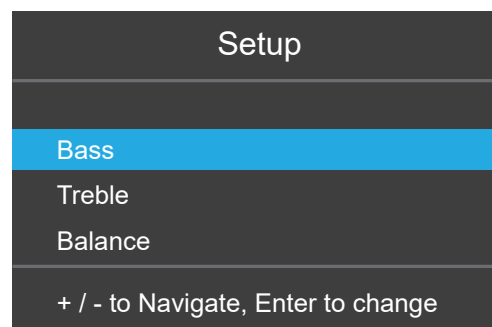 Setup
Bass
Treble
Balance
+ / - to Navigate, Enter to change